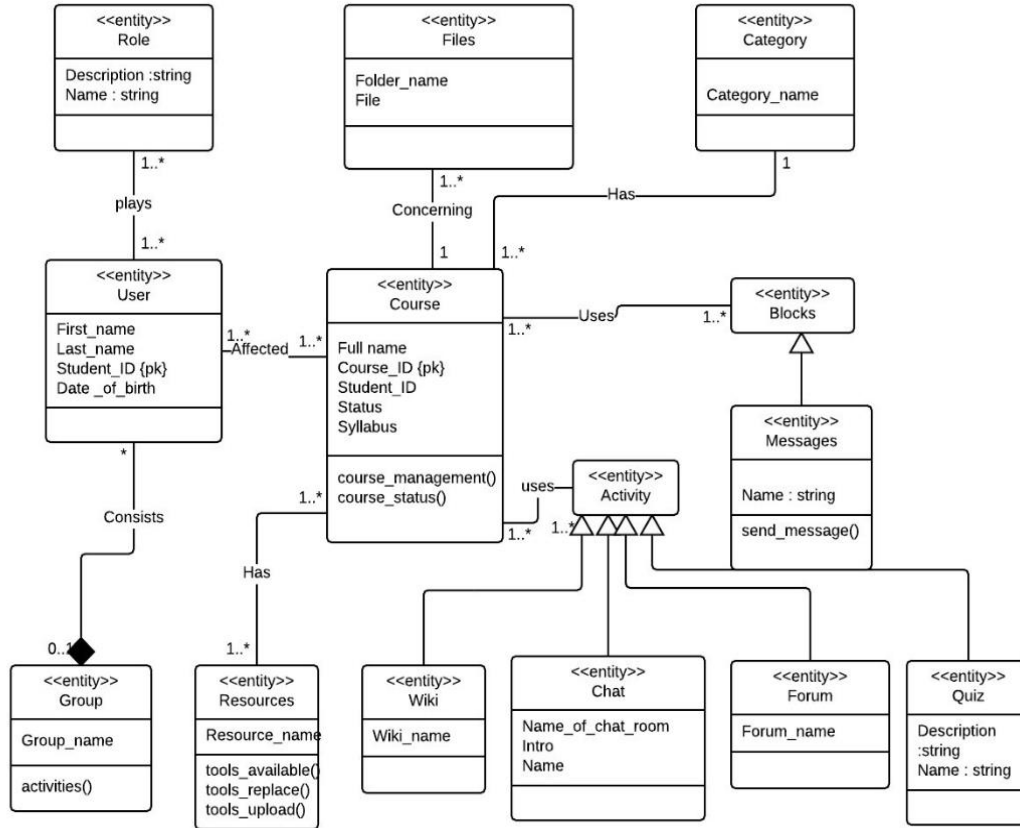 <<entity>>
Role
Description :string
Name : string
<<entity>>
Files
Folder_name
File
<<entity>>
Category
Category_name
1..*
plays
1..*
1..*
Concerning
1
1
Has
1..*
<<entity>>
User
First_name
Last_name
Student_ID {pk}
Date _of_birth
1..*
Affected
1..*
<<entity>>
Course
Full name
Course_ID {pk}
Student_ID
Status
Syllabus
course_management()
course_status()
1..*
Uses
1..*
<<entity>>
Blocks
<<entity>>
Messages
Name : string
send_message()
1..*
uses
1..*
<<entity>>
Activity
*
Consists
0..1
1..*
Has
1..*
<<entity>>
Group
Group_name
activities()
<<entity>>
Resources
Resource_name
tools_available()
tools_replace()
tools_upload()
<<entity>>
Wiki
Wiki_name
<<entity>>
Chat
Name_of_chat_room
Intro
Name
<<entity>>
Forum
Forum_name
<<entity>>
Quiz
Description
:string
Name : string